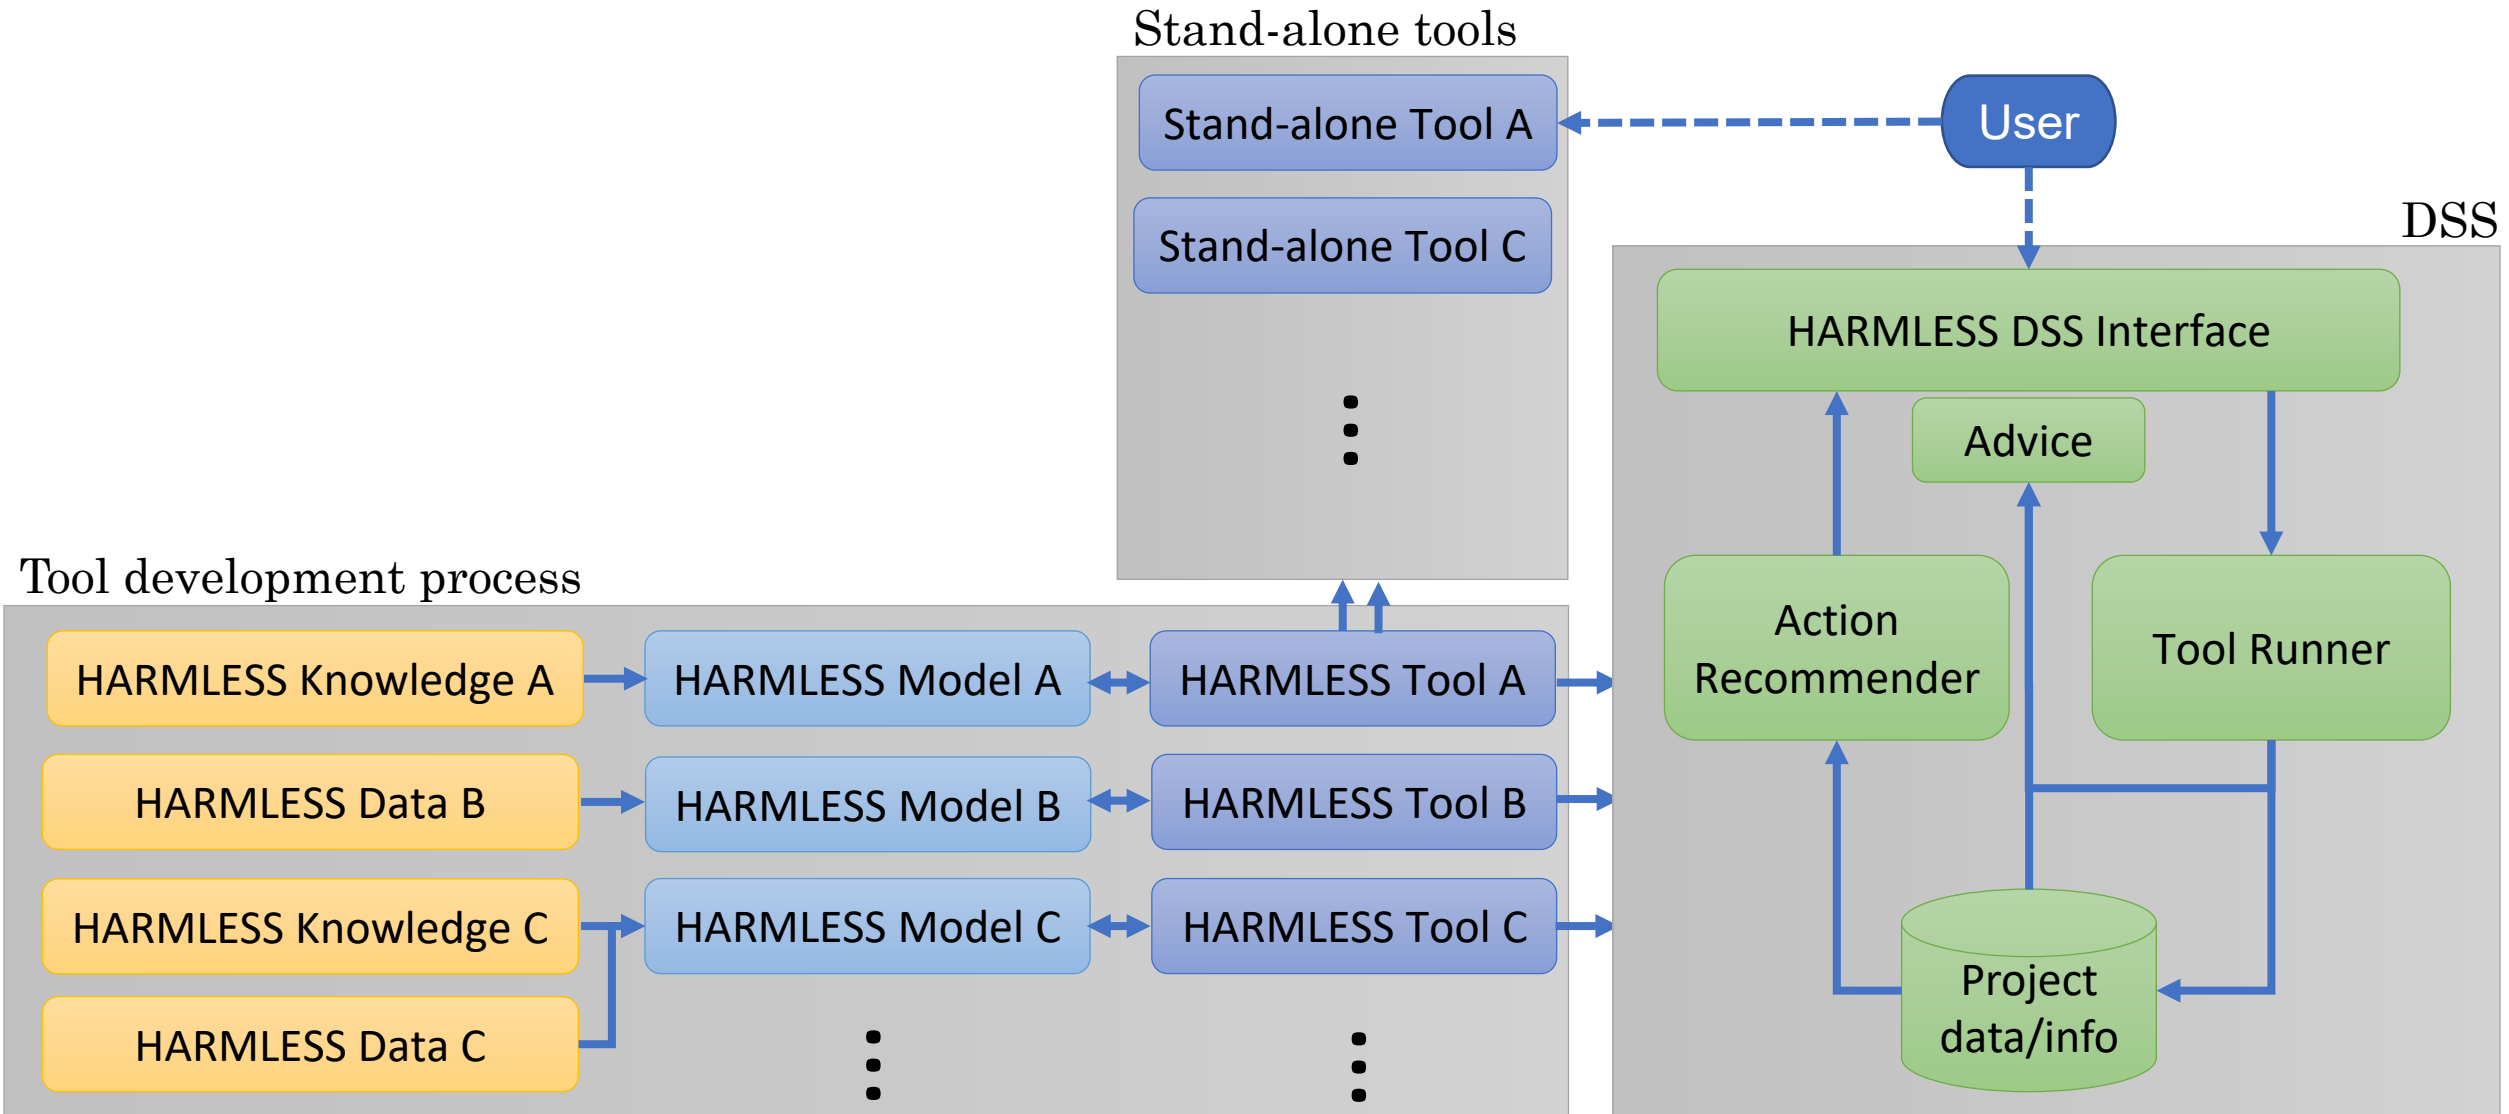 Stand-alone tools
Stand-alone Tool A
User
Stand-alone Tool C
DSS
HARMLESS DSS Interface
Advice
Tool development process
Action
Recommender
Tool Runner
HARMLESS Knowledge A
HARMLESS Model A
HARMLESS Tool A
HARMLESS Data B
HARMLESS Model B
HARMLESS Tool B
HARMLESS Knowledge C
HARMLESS Model C
HARMLESS Tool C
HARMLESS Data C
Project
data/info